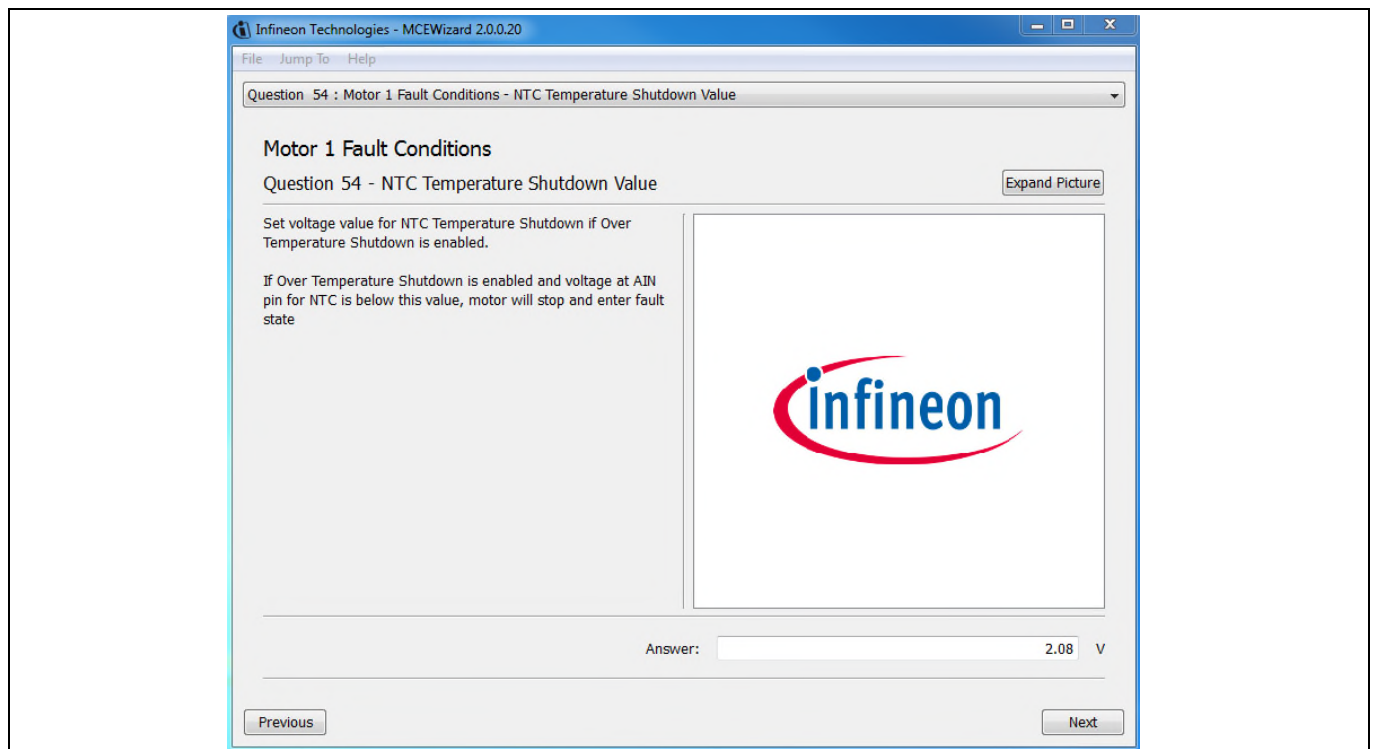 Infineon Technologies - MCEWizard 2.0.0.20
File Jump To Help
Question 54 : Motor 1 Fault Conditions - NTC Temperature Shutdown Value
Motor 1 Fault Conditions
Question 54 - NTC Temperature Shutdown Value
Expand Picture
Set voltage value for NTC Temperature Shutdown if Over
Temperature Shutdown is enabled.
If Over Temperature Shutdown is enabled and voltage at AIN
pin for NTC is below this value, motor will stop and enter fault
state
infineon
Answer: 2.08 V
Previous Next